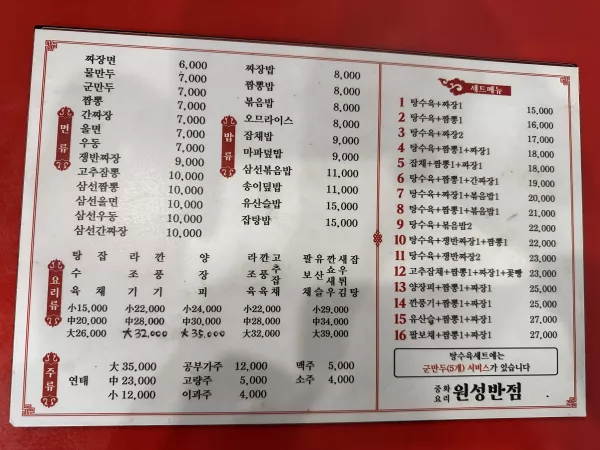 면류
짜장면 6,000
물만두 7,000
군만두 7,000
짬뽕 7,000
간짜장 7,000
울면 7,000
우동 7,000
쟁반짜장 9,000
고추잠뽕 10,000
삼선짬뽕 10,000
삼선울면 10,000
삼선우동 10,000
삼선간짜장 10,000
밥류
짜장밥 8,000
짬뽕밥 8,000
볶음밥 8,000
오므라이스 8,000
잡채밥 9,000
마파덮밥 9,000
삼선볶음밥 11,000
송이덮밥 11,000
유산슬밥 15,000
잡탕밥 15,000
요리류
탕수육
잡채
小15,000
中20,000
大26,000
라조기
깐풍기
小22,000
中28,000
大32,000
양장피
小24,000
中30,000
大35,000
라조육
깐풍육
고추잡채
小22,000
中28,000
大32,000
팔보채
유산슬
깐쇼새우
새우튀김
잡탕
小29,000
中34,000
大39,000
주류
연태
大 35,000
中 23,000
小 12,000
공부가주 12,000
고량주 5,000
이과주 4,000
맥주 5,000
소주 4,000
세트메뉴
1 탕수육+짜장1 15,000
2 탕수육+짬뽕1 16,000
3 탕수육+짜장2 17,000
4 탕수육+짬뽕1+짜장1 18,000
5 잡채+짬뽕1+짜장1 18,000
6 탕수육+짬뽕1+간짜장1 19,000
7 탕수육+짜장1+볶음밥1 20,000
8 탕수육+짬뽕1+볶음밥1 21,000
9 탕수육+볶음밥2 22,000
10 탕수육+쟁반짜장1+짬뽕1 23,000
11 탕수육+쟁반짜장2 22,000
12 고추잡채+짬뽕1+짜장1+꽃빵 23,000
13 양장피+짬뽕1+짜장1 25,000
14 깐풍기+짬뽕1+짜장1 25,000
15 유산슬+짬뽕1+짜장1 27,000
16 팔보채+짬뽕1+짜장1 27,000
탕수육세트에는
군만두(5개) 서비스가 있습니다
중화요리 원성반점